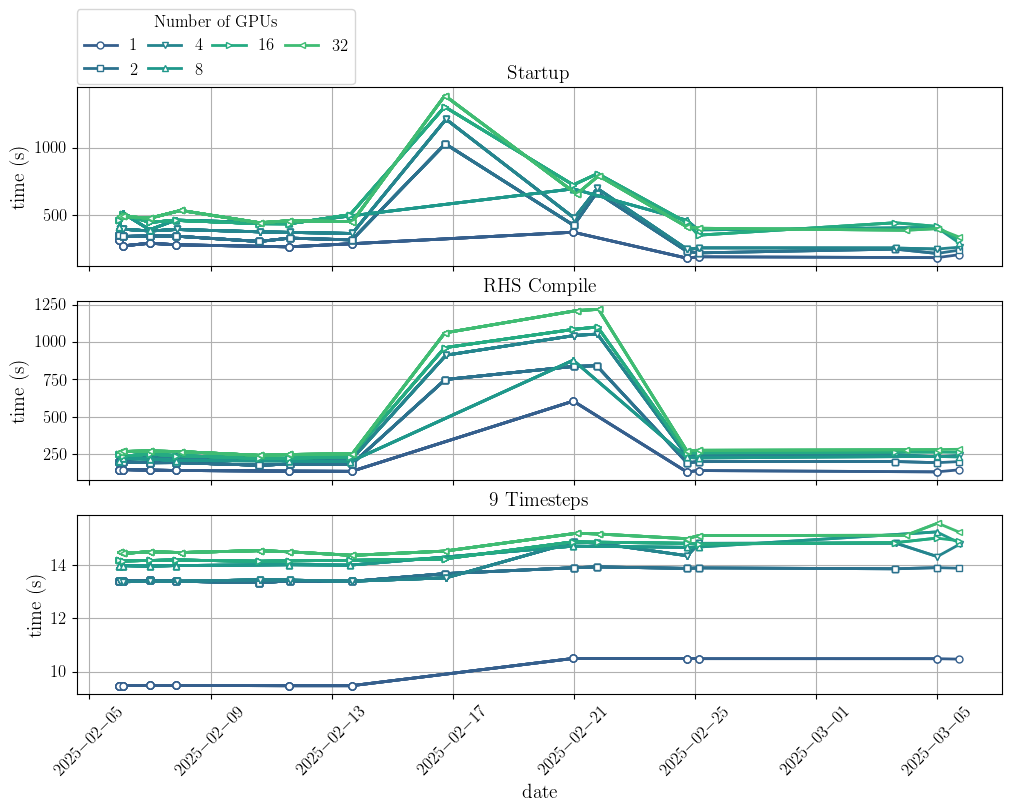 Number of GPUs
1 4 16 32
2 8
Startup
1000
500
time (s)
RHS Compile
1250
1000
750
500
250
time (s)
9 Timesteps
14
12
10
time (s)
2025−02−05 2025−02−09 2025−02−13 2025−02−17 2025−02−21 2025−02−25 2025−03−01 2025−03−05
date